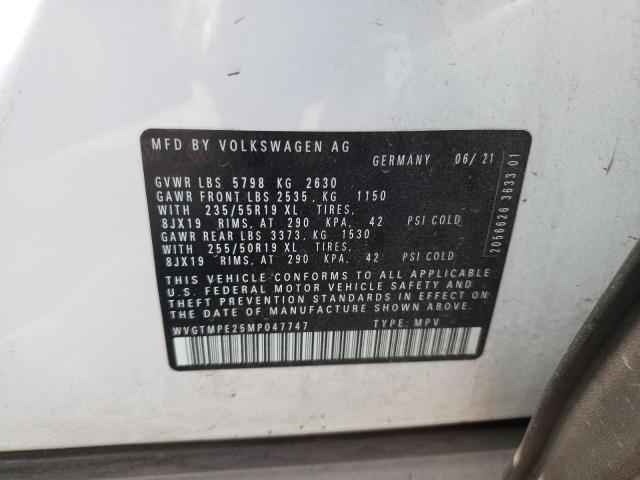 MFD BY VOLKSWAGEN AG
GERMANY 06/21
GVWR LBS 5798 KG 2630
GAWR FRONT LBS 2535, KG 1150
WITH 235/55R19 XL TIRES,
8JX19 RIMS, AT 290 KPA, 42 PSI COLD
GAWR REAR LBS 3373, KG 1530
WITH 255/50R19 XL TIRES,
8JX19 RIMS, AT 290 KPA, 42 PSI COLD
THIS VEHICLE CONFORMS TO ALL APPLICABLE
U.S. FEDERAL MOTOR VEHICLE SAFETY AND
THEFT PREVENTION STANDARDS IN EFFECT ON
THE DATE OF MANUFACTURE SHOWN ABOVE
WVGTMPE25MP047747 TYPE: MPV
2056626 3633 01